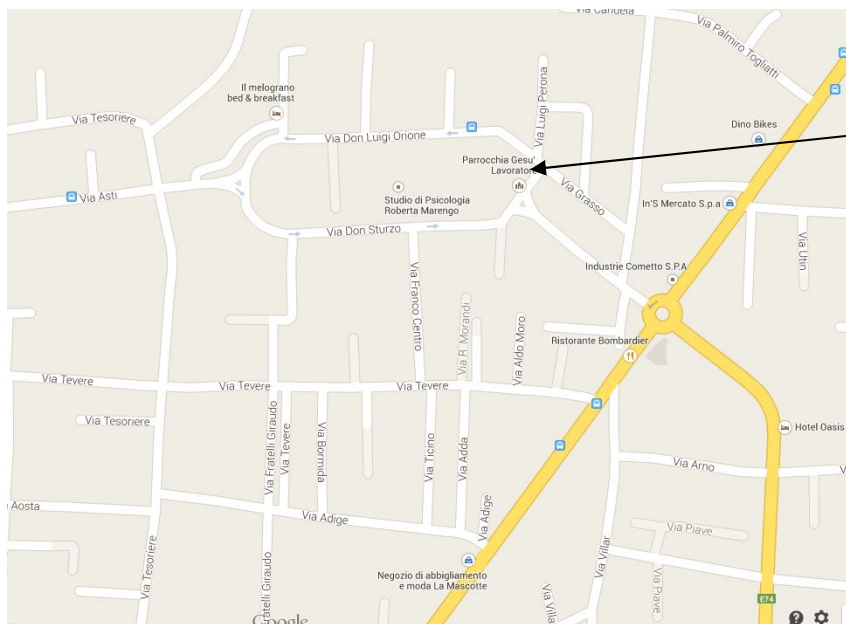 Via Candela
Via Palmiro Togliatti
Il melograno
bed & breakfast
Via Luigi Perona
Via Tesoriere
Dino Bikes
Via Don Luigi Orione
Parrocchia Gesu'
Lavoratore
Via Grasso
Via Asti
Studio di Psicologia
Roberta Marengo
In'S Mercato S.p.a
Via Don Sturzo
Via Utin
Industrie Cometto S.P.A
Via Franco Centro
Via R. Morandi
Via Aldo Moro
Ristorante Bombardier
Via Tevere
Via Tevere
Via Tevere
Via Tesoriere
Via Fratelli Giraudo
Via Tevere
Via Bormida
Via Ticino
Via Adda
Hotel Oasis
Via Arno
Via
Aosta
Via Adige
Via Adige
Via Piave
Via Tesoriere
Via Villar
Negozio di abbigliamento
e moda La Mascotte
Via Piave
Fratelli Giraudo
Via Villa
E74
Google
?